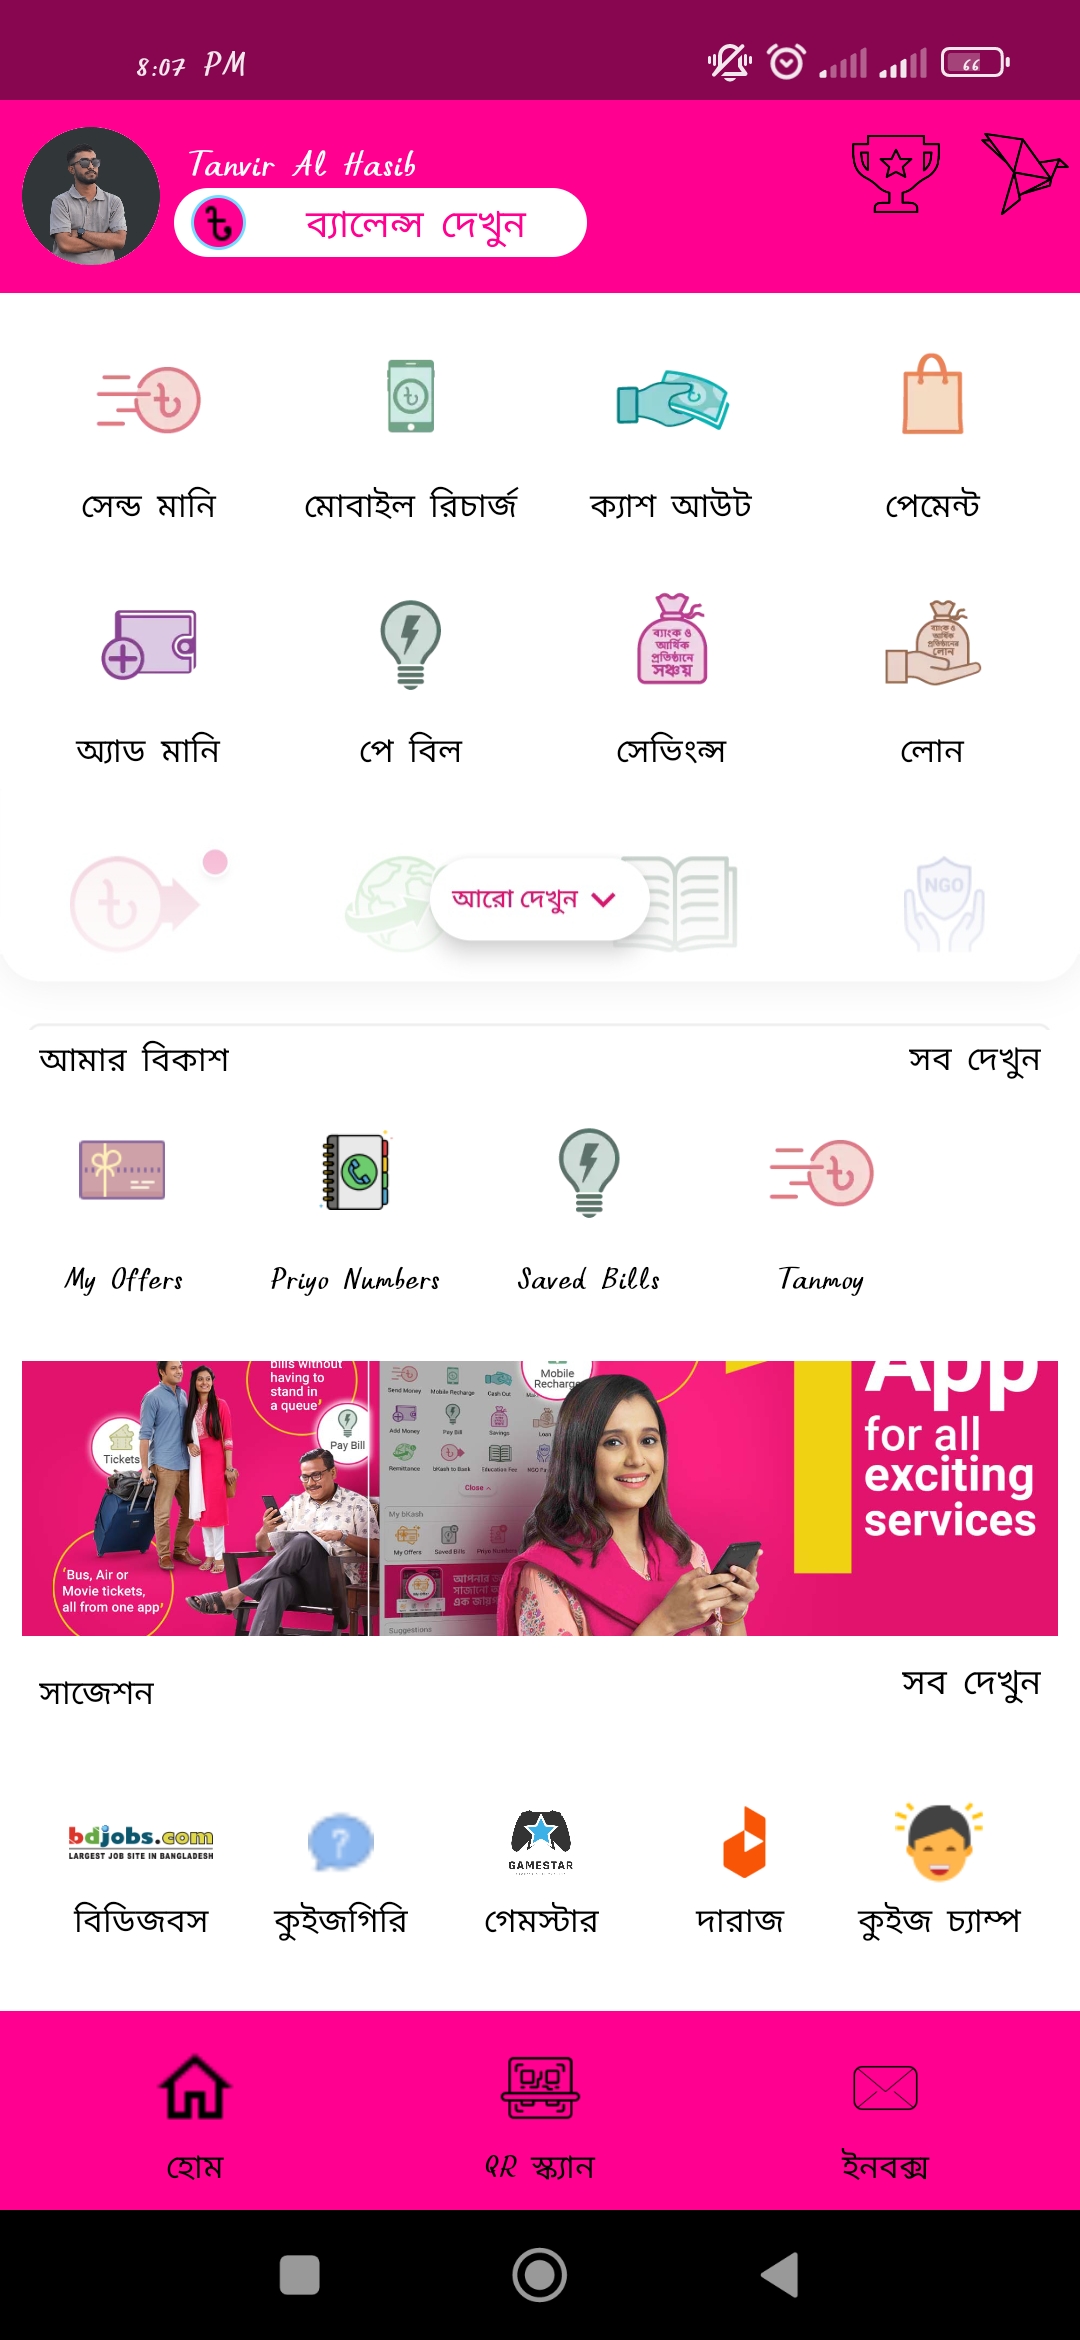 8:07 PM
66
Tanvir Al Hasib
ব্যালেন্স দেখুন
সেন্ড মানি
মোবাইল রিচার্জ
ক্যাশ আউট
পেমেন্ট
ব্যাংক ও
আর্থিক
প্রতিষ্ঠানে
সঞ্চয়
ব্যাংক ও
আর্থিক
প্রতিষ্ঠানের
লোন
অ্যাড মানি
পে বিল
সেভিংন্স
লোন
NGO
আরো দেখুন
আমার বিকাশ
সব দেখুন
My Offers
Priyo Numbers
Saved Bills
Tanmoy
bills without
having to
stand in
a queue'
Tickets
Pay Bill
'Bus, Air or
Movie tickets,
all from one app'
Send Money
Mobile Recharge
Cash Out
Mobile
Recharge
Add Money
Pay Bill
Savings
Loan
Remittance
bKash to Bank
Education Fee
Close
My bKash
My Offers
Saved Bills
Priyo Numbers
Suggestions
App
for all
exciting
services
সাজেশন
সব দেখুন
bdjobs.com
LARGEST JOB SITE IN BANGLADESH
GAMESTAR
বিডিজবস
কুইজগিরি
গেমস্টার
দারাজ
কুইজ চ্যাম্প
হোম
QR স্ক্যান
ইনবক্স